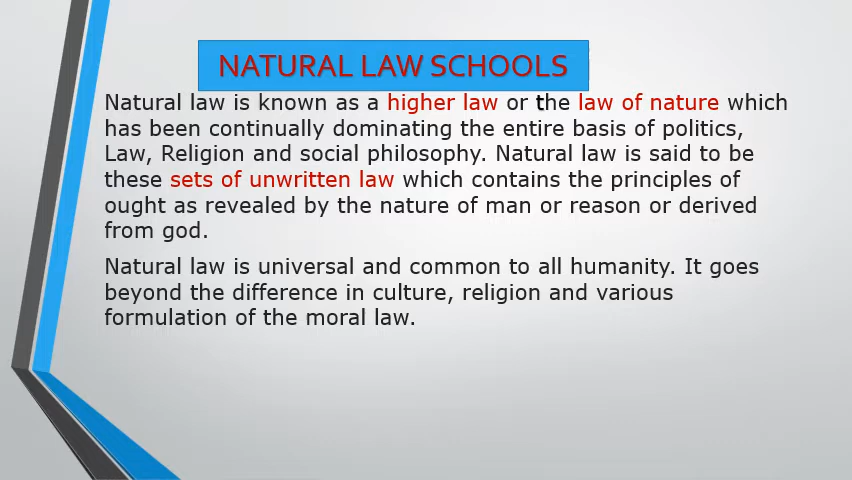 NATURAL LAW SCHOOLS
Natural law is known as a higher law or the law of nature which
has been continually dominating the entire basis of politics,
Law, Religion and social philosophy. Natural law is said to be
these sets of unwritten law which contains the principles of
ought as revealed by the nature of man or reason or derived
from god.
Natural law is universal and common to all humanity. It goes
beyond the difference in culture, religion and various
formulation of the moral law.